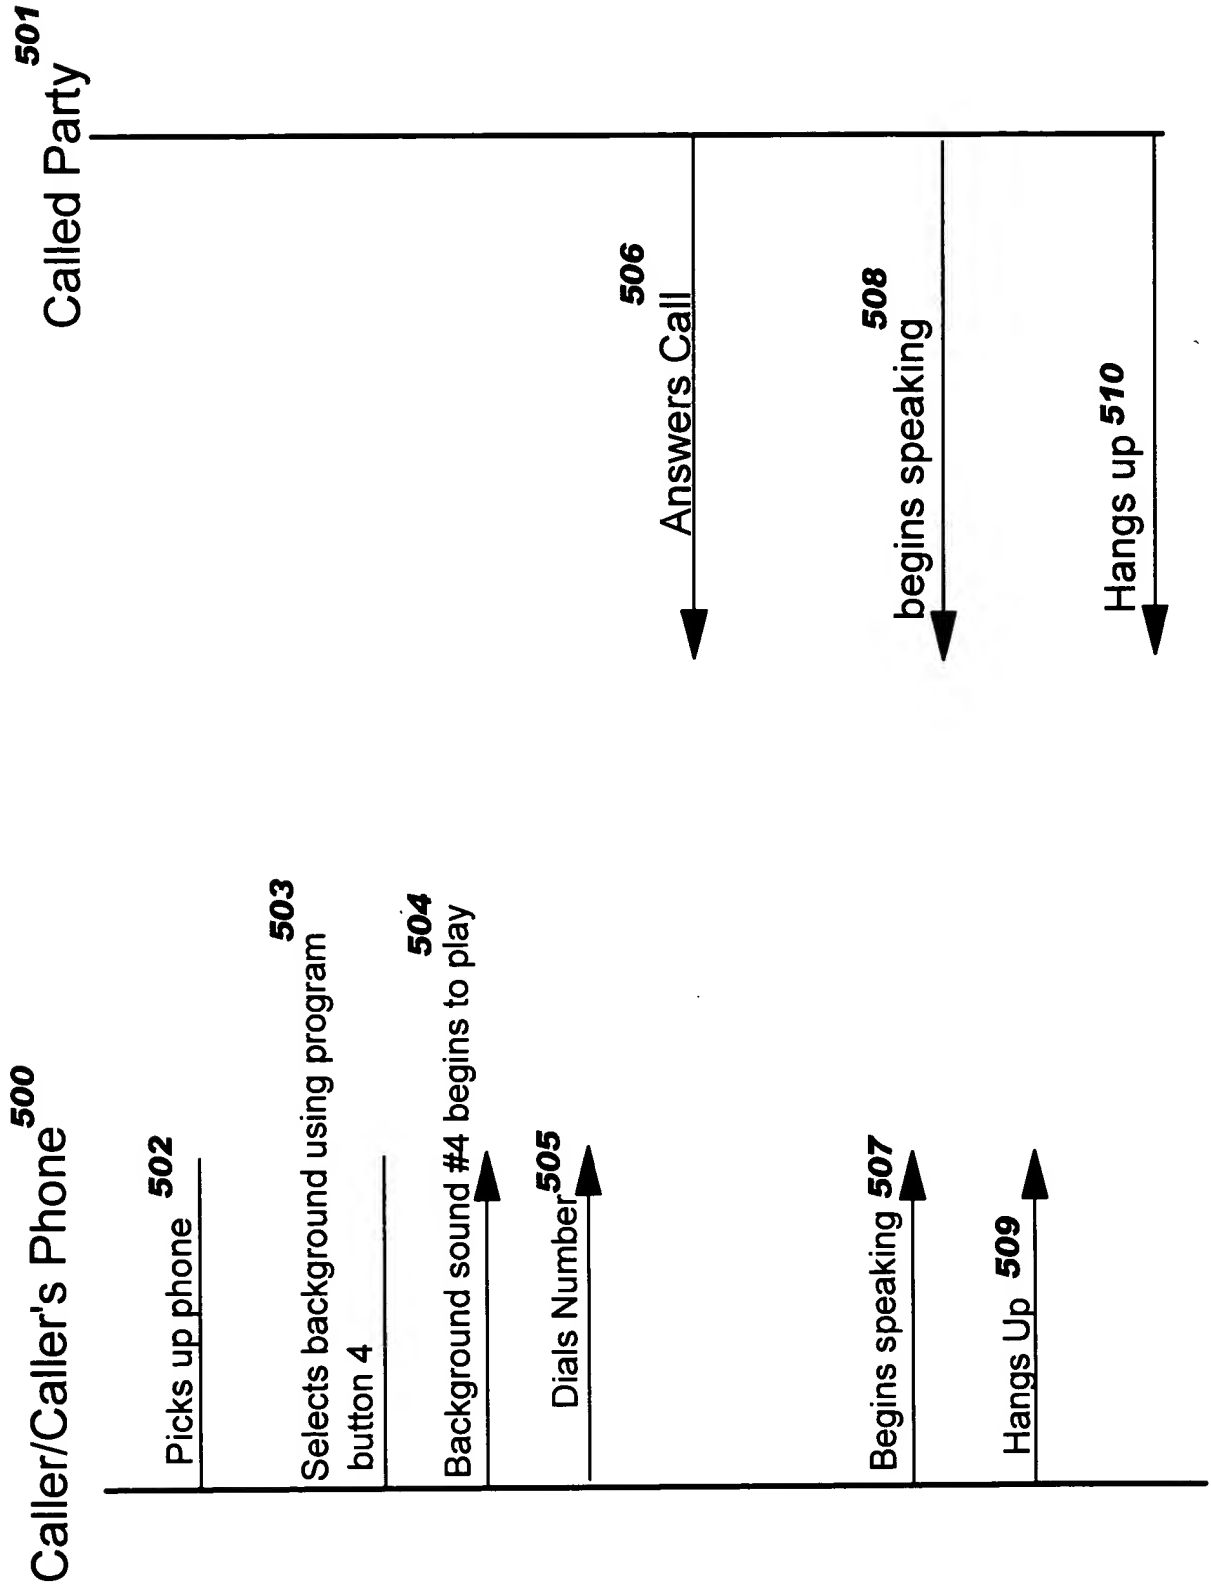 Caller/Caller's Phone 500
Called Party 501
Picks up phone 502
503
Selects background using program
button 4
504
Background sound #4 begins to play
Dials Number 505
506
Answers Call
Begins speaking 507
508
begins speaking
Hangs Up 509
Hangs up 510